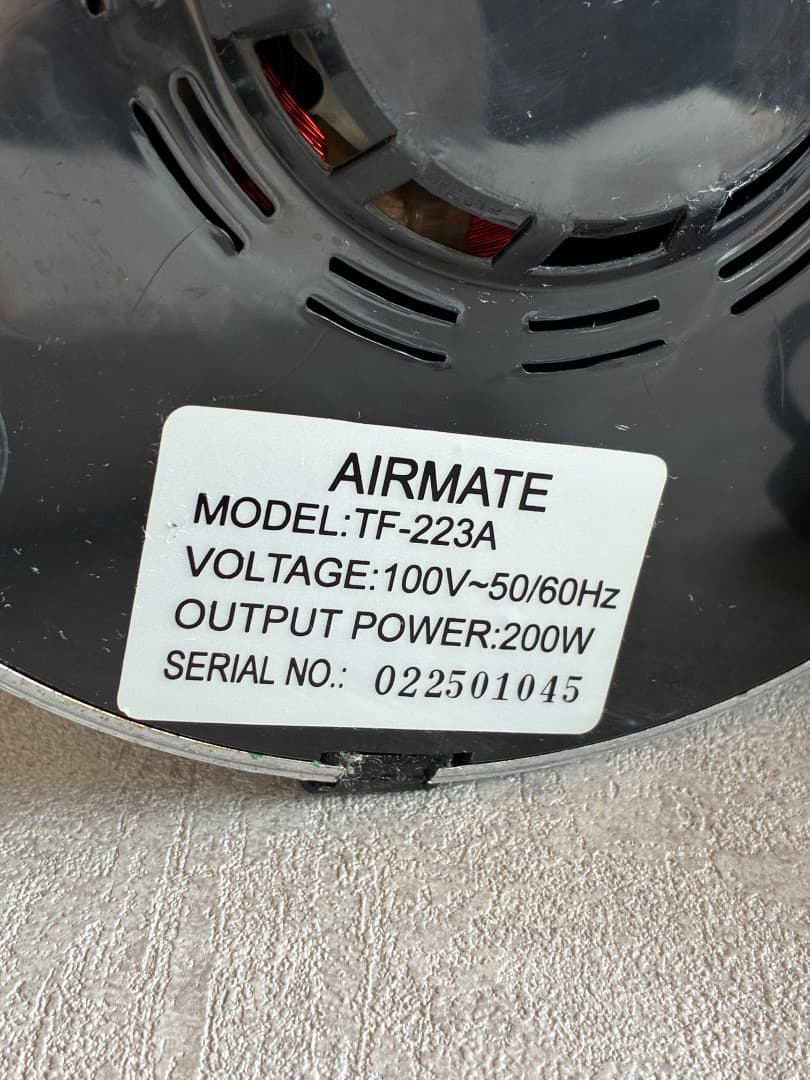 AIRMATE
MODEL:TF-223A
VOLTAGE:100V~50/60Hz
OUTPUT POWER:200W
SERIAL NO.: 022501045